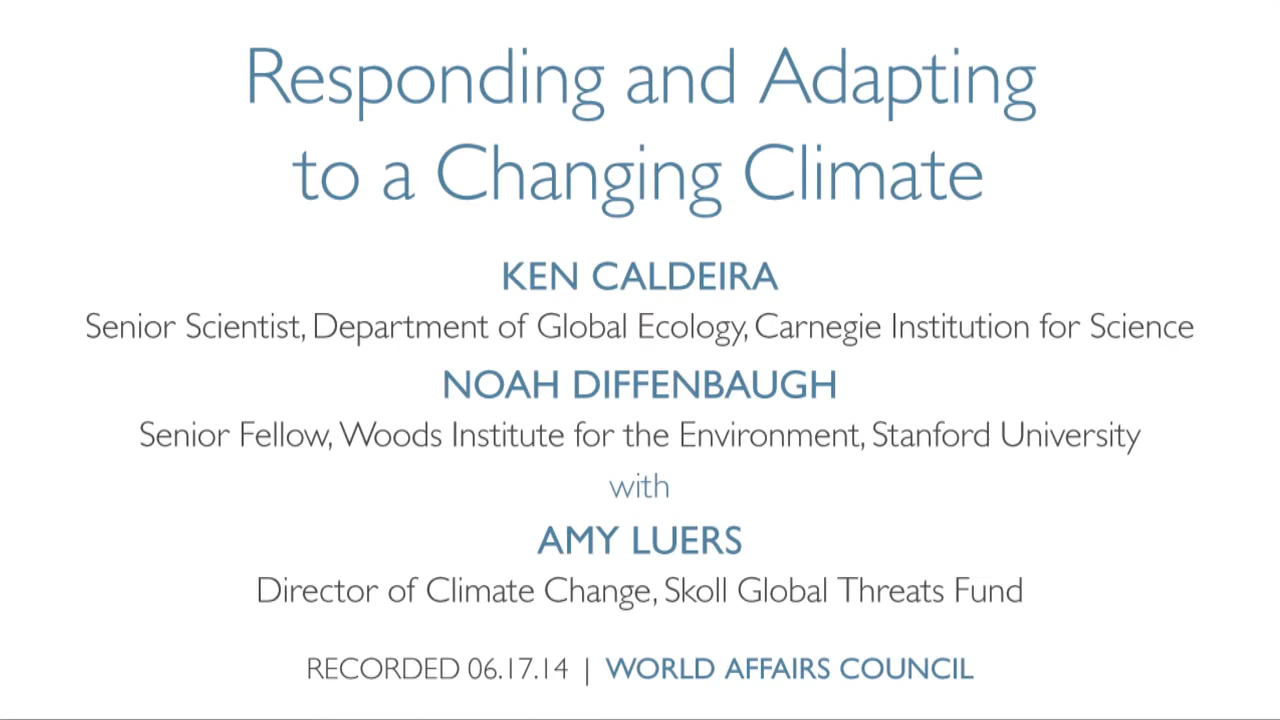 Responding and Adapting
to a Changing Climate
KEN CALDEIRA
Senior Scientist, Department of Global Ecology, Carnegie Institution for Science
NOAH DIFFENBAUGH
Senior Fellow, Woods Institute for the Environment, Stanford University
with
AMY LUERS
Director of Climate Change, Skoll Global Threats Fund
RECORDED 06.17.14 | WORLD AFFAIRS COUNCIL